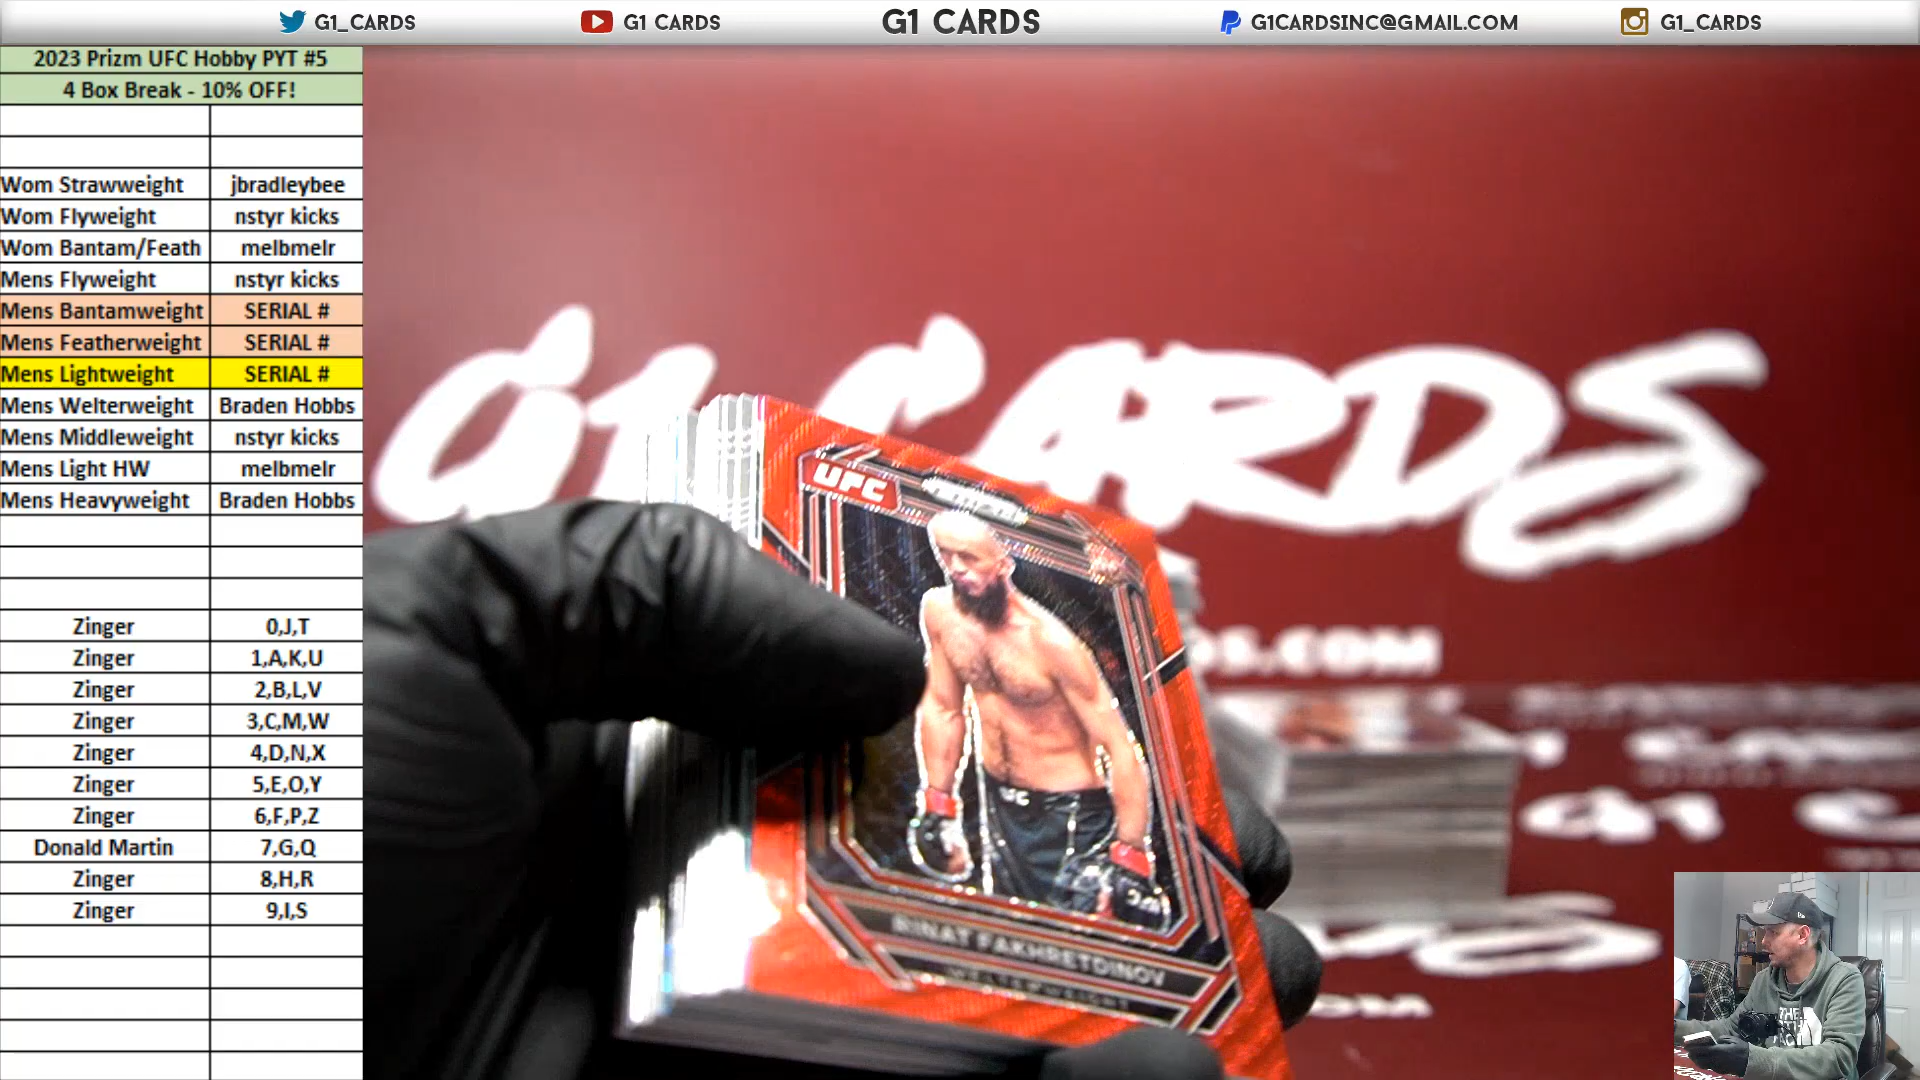 G1_CARDS
G1 CARDS
G1 CARDS
G1CARDSINC@GMAIL.COM
G1_CARDS
2023 Prizm UFC Hobby PYT #5
4 Box Break - 10% OFF!
Wom Strawweight jbradleybee
Wom Flyweight nstyr kicks
Wom Bantam/Feath melbmelr
Mens Flyweight nstyr kicks
Mens Bantamweight SERIAL #
Mens Featherweight SERIAL #
Mens Lightweight SERIAL #
Mens Welterweight Braden Hobbs
Mens Middleweight nstyr kicks
Mens Light HW melbmelr
Mens Heavyweight Braden Hobbs
Zinger 0,J,T
Zinger 1,A,K,U
Zinger 2,B,L,V
Zinger 3,C,M,W
Zinger 4,D,N,X
Zinger 5,E,O,Y
Zinger 6,F,P,Z
Donald Martin 7,G,Q
Zinger 8,H,R
Zinger 9,I,S
G1 CARDS
UFC
RINAT FAKHRETDINOV
WELTERWEIGHT